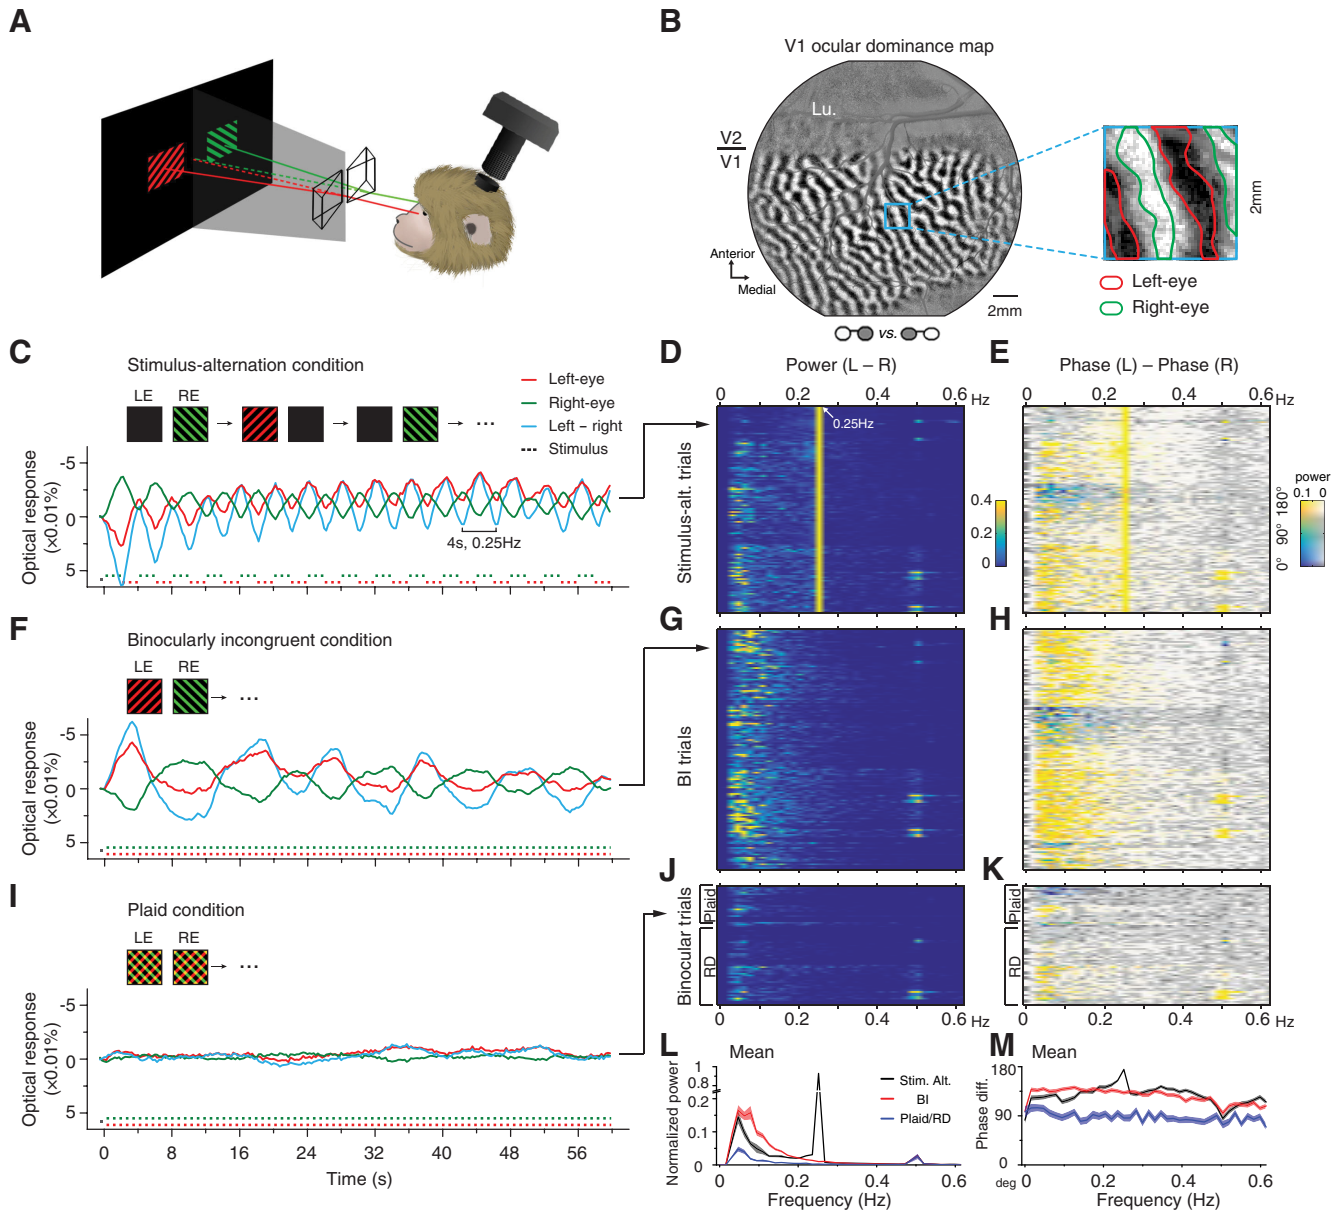 A
B
V1 ocular dominance map
Lu.
V2
V1
Anterior
Medial
2mm
vs.
2mm
Left-eye
Right-eye
C
Stimulus-alternation condition
LE RE
...
Left-eye
Right-eye
Left – right
Stimulus
Optical response
(×0.01%)
-5
0
5
4s, 0.25Hz
D
Power (L – R)
0 0.2 0.4 0.6 Hz
0.25Hz
Stimulus-alt. trials
0.4
0.2
0
E
Phase (L) – Phase (R)
0 0.2 0.4 0.6 Hz
power
0.1 0
180°
90°
0°
F
Binocularly incongruent condition
LE RE
...
Optical response
(×0.01%)
-5
0
5
G
BI trials
H
I
Plaid condition
LE RE
...
Optical response
(×0.01%)
-5
0
5
0 8 16 24 32 40 48 56
Time (s)
J
Binocular trials
Plaid
RD
0 0.2 0.4 0.6 Hz
K
Plaid
RD
0 0.2 0.4 0.6 Hz
L
Mean
Normalized power
1
0.8
0.2
0.1
0
Stim. Alt.
BI
Plaid/RD
0 0.2 0.4 0.6
Frequency (Hz)
M
Mean
Phase diff.
180
90
0
deg
0 0.2 0.4 0.6
Frequency (Hz)